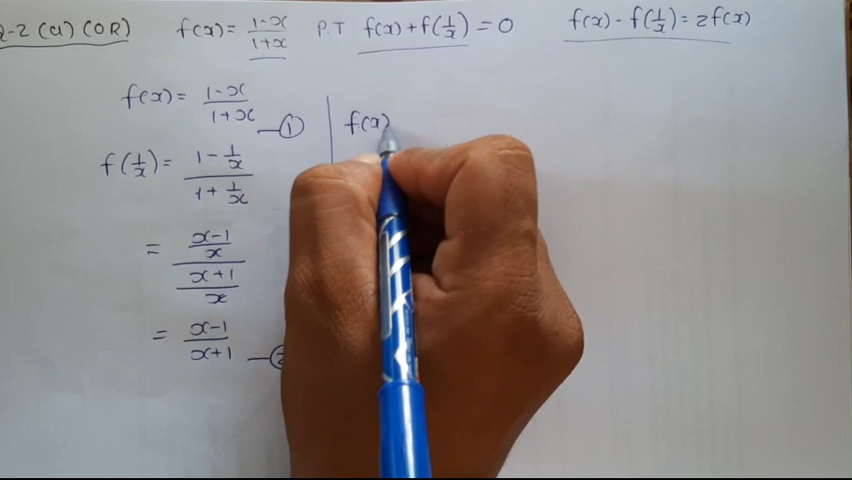 Q-2 (a) (OR) f(x) = (1-x)/(1+x) P.T f(x) + f(1/x) = 0 f(x) - f(1/x) = 2f(x)
f(x) = (1-x)/(1+x) —①
f(1/x) = (1 - 1/x)/(1 + 1/x)
= ((x-1)/x)/((x+1)/x)
= (x-1)/(x+1) —②
f(x)